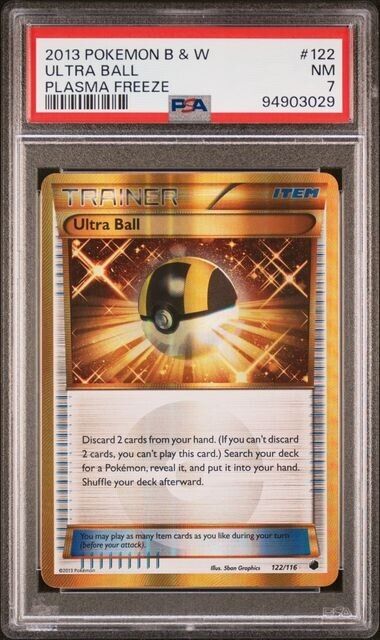 2013 POKEMON B & W #122
ULTRA BALL NM
PLASMA FREEZE 7
PSA 94903029
TRAINER ITEM
Ultra Ball
Discard 2 cards from your hand. (If you can't discard
2 cards, you can't play this card.) Search your deck
for a Pokémon, reveal it, and put it into your hand.
Shuffle your deck afterward.
You may play as many Item cards as you like during your turn
(before your attack).
©2013 Pokémon Illus. 5ban Graphics 122/116
PSA